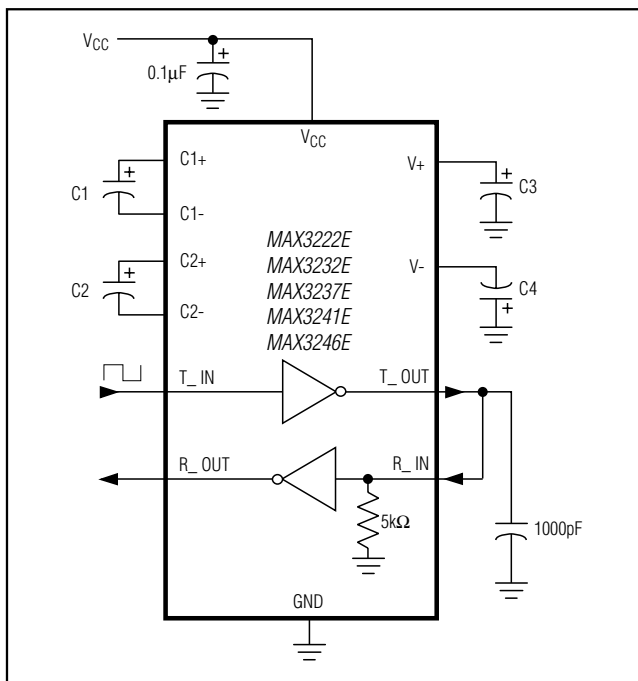 VCC
+
0.1µF
VCC
C1+
+
C1
C1-
C2+
+
C2
C2-
MAX3222E
MAX3232E
MAX3237E
MAX3241E
MAX3246E
V+
+
C3
V-
C4
+
T_ IN
T_ OUT
R_ OUT
R_ IN
5kΩ
1000pF
GND